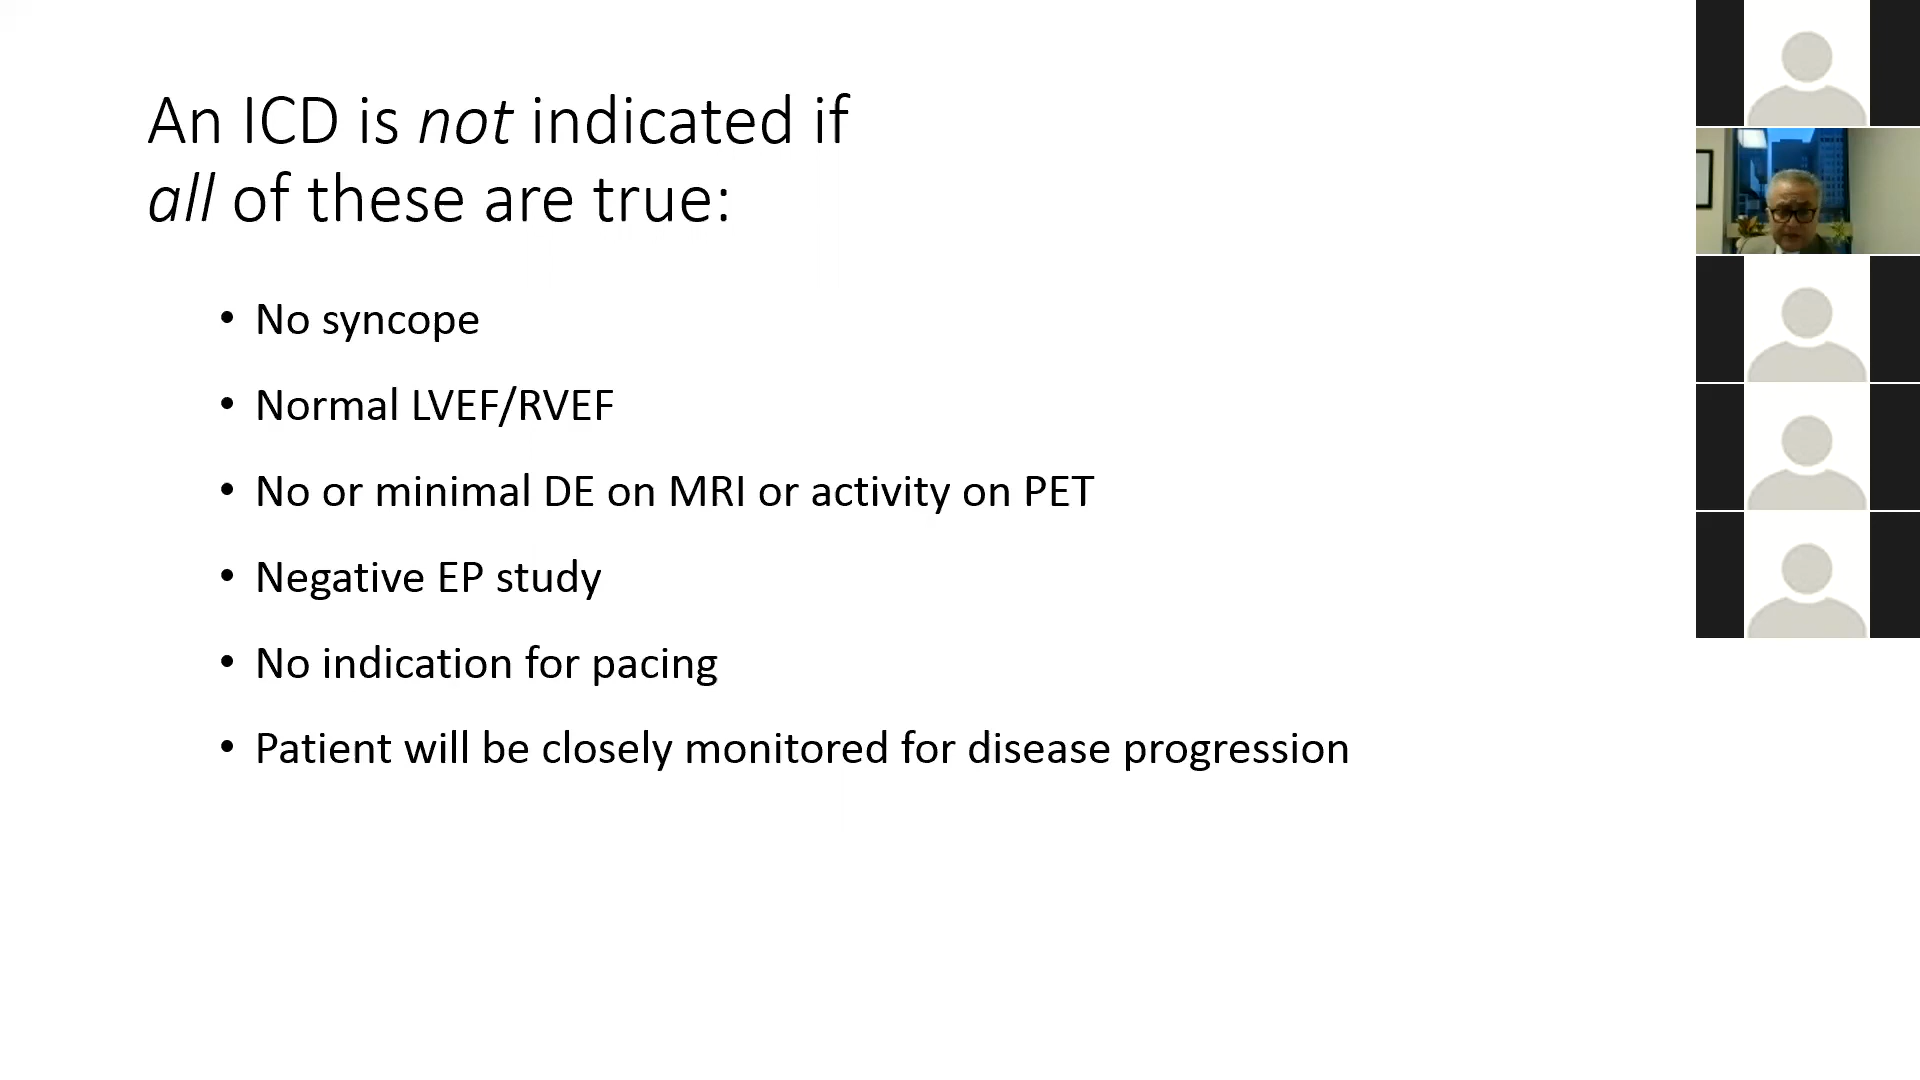 An ICD is not indicated if
all of these are true:
• No syncope
• Normal LVEF/RVEF
• No or minimal DE on MRI or activity on PET
• Negative EP study
• No indication for pacing
• Patient will be closely monitored for disease progression